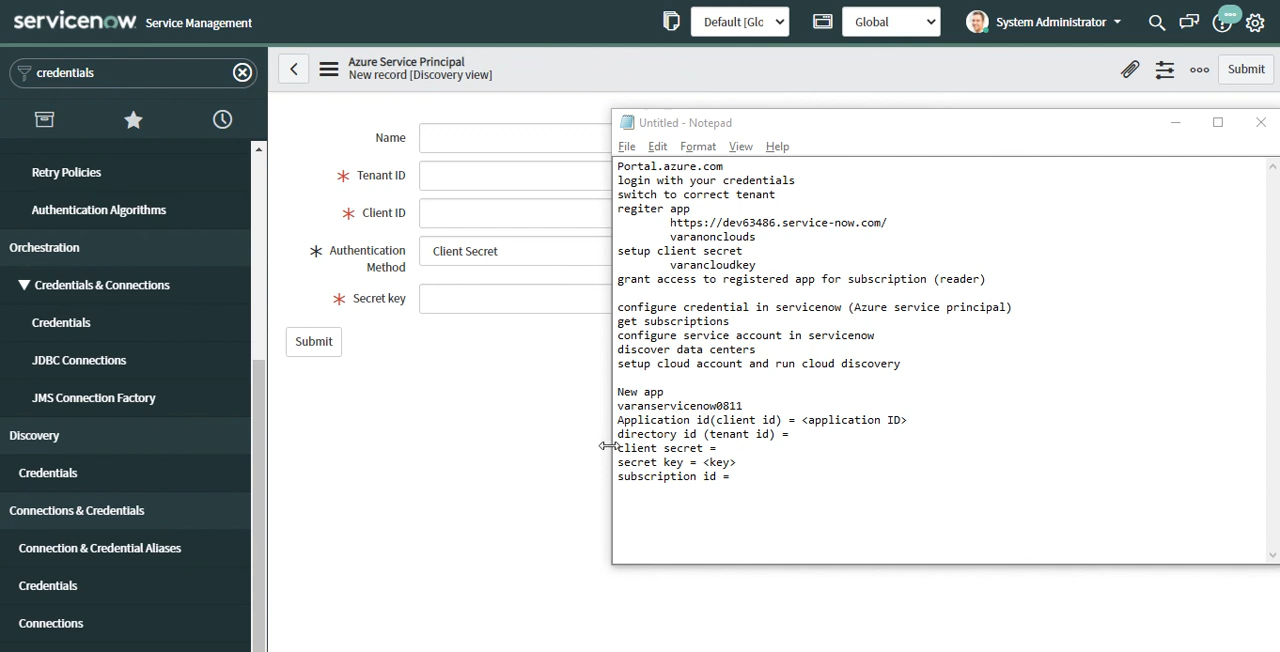 servicenow Service Management
Default [Glo
Global
System Administrator
credentials
Azure Service Principal
New record [Discovery view]
Submit
Retry Policies
Authentication Algorithms
Orchestration
Credentials & Connections
Credentials
JDBC Connections
JMS Connection Factory
Discovery
Credentials
Connections & Credentials
Connection & Credential Aliases
Credentials
Connections
Name
Tenant ID
Client ID
Authentication Method
Client Secret
Secret key
Submit
Untitled - Notepad
File Edit Format View Help
Portal.azure.com
login with your credentials
switch to correct tenant
regiter app
https://dev63486.service-now.com/
varanonclouds
setup client secret
varancloudkey
grant access to registered app for subscription (reader)
configure credential in servicenow (Azure service principal)
get subscriptions
configure service account in servicenow
discover data centers
setup cloud account and run cloud discovery
New app
varanservicenow0811
Application id(client id) = <application ID>
directory id (tenant id) =
client secret =
secret key = <key>
subscription id =